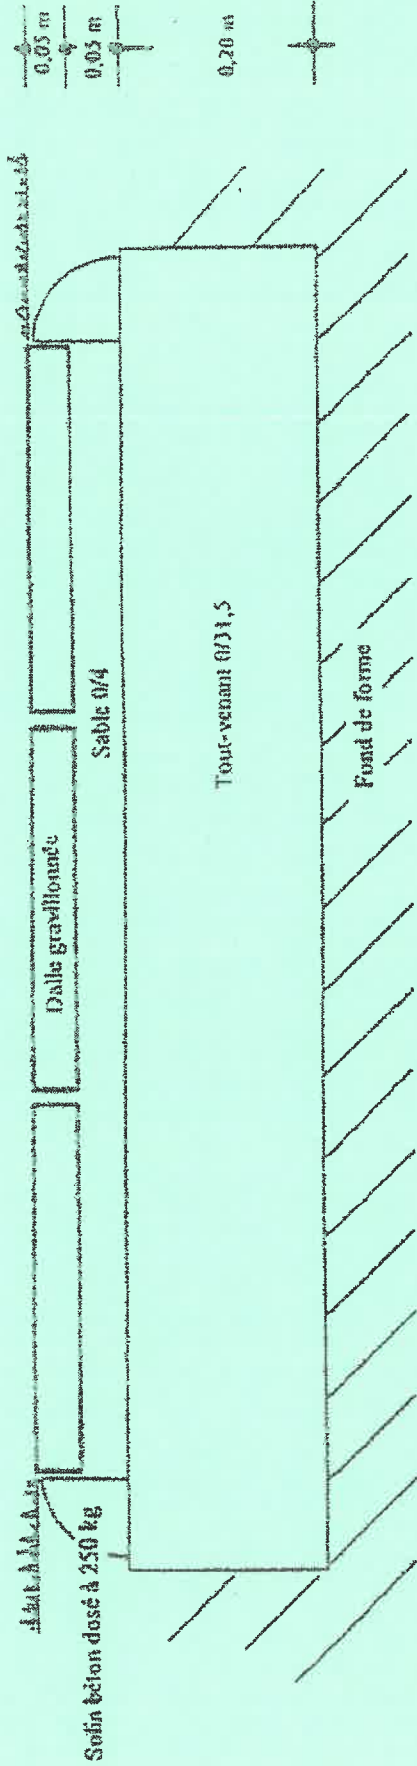 0,05 m
0,05 m
0,20 m
Dalle gravillonnée
Sable 0/4
Tout-venant 0/31,5
Fond de forme
Solin béton dosé à 250 kg